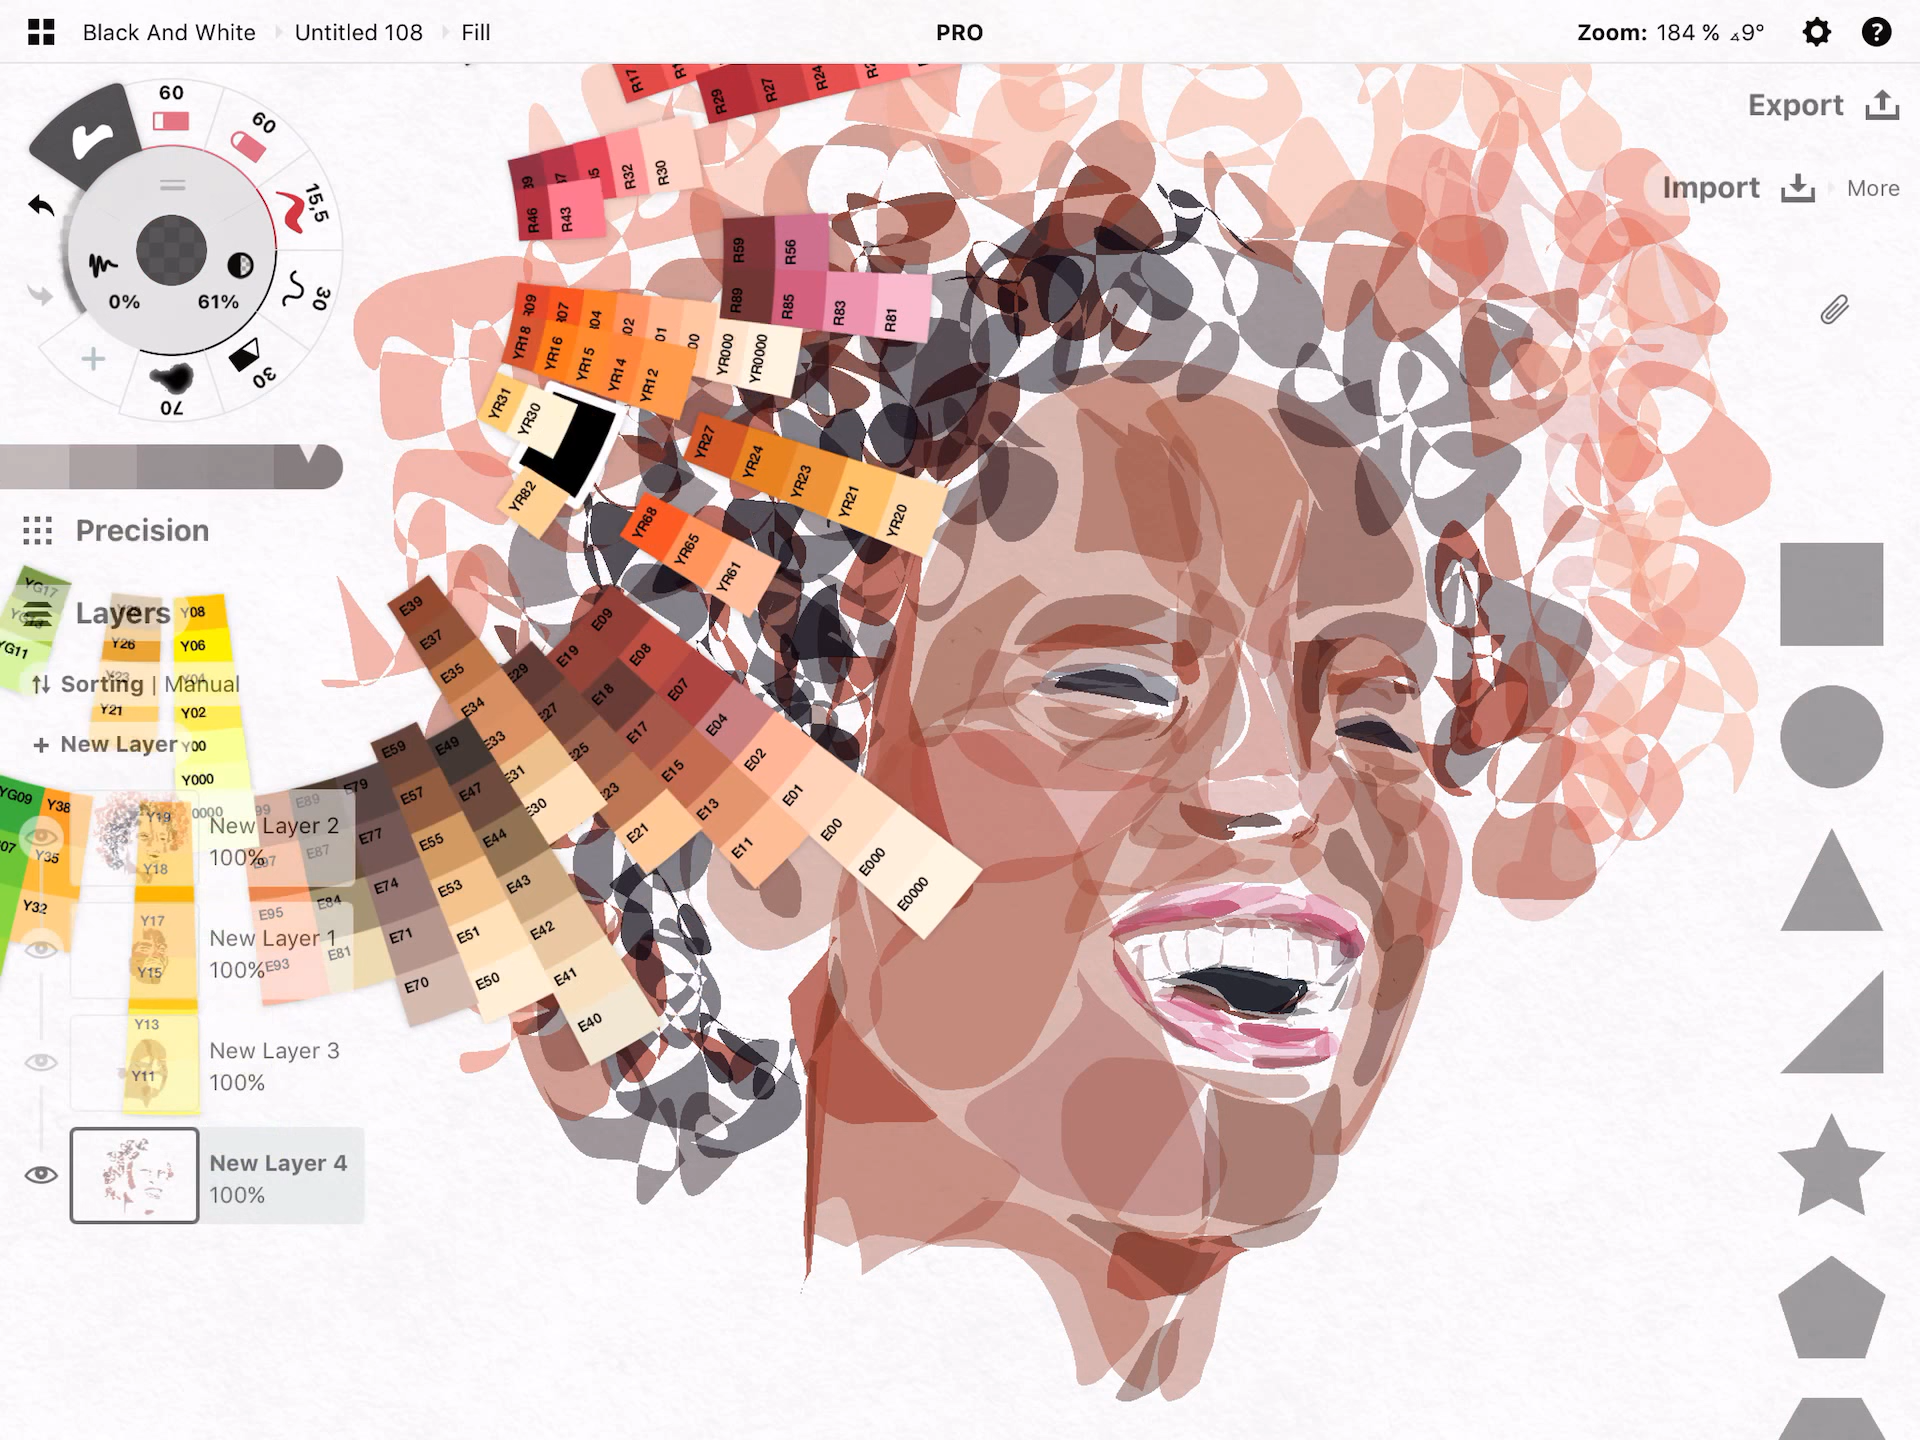 Black And White
Untitled 108
Fill
PRO
Zoom: 184 % ⦟9°
Export
Import
More
60
60
15,5
30
30
70
0%
61%
Precision
Layers
Sorting | Manual
+ New Layer
New Layer 2
100%
New Layer 1
100%
New Layer 3
100%
New Layer 4
100%
R17
R29
R27
R24
R32
R30
R46
R43
R59
R56
R89
R85
R83
R81
YR18
YR16
YR15
YR14
YR12
YR000
YR0000
YR31
YR30
YR82
YR27
YR24
YR23
YR21
YR20
YR68
YR65
YR61
E39
E37
E35
E34
E33
E31
E30
E29
E27
E25
E23
E21
E19
E18
E17
E15
E13
E11
E09
E08
E07
E04
E02
E01
E00
E000
E0000
E59
E57
E55
E53
E51
E50
E49
E47
E44
E43
E42
E41
E40
E79
E77
E74
E71
E70
E89
E87
E84
E81
E95
E93
YG17
YG11
YG09
Y08
Y06
Y04
Y02
Y00
Y000
Y26
Y23
Y21
Y38
Y35
Y32
Y19
Y18
Y17
Y15
Y13
Y11